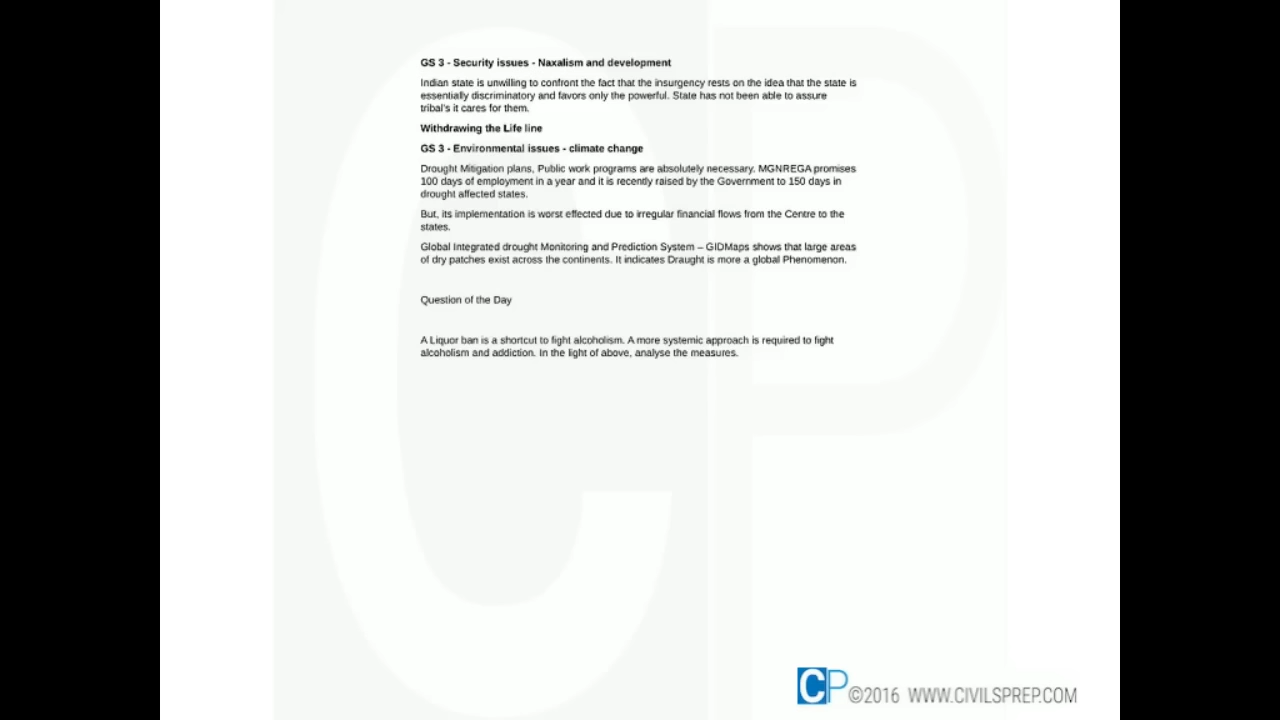 GS 3 - Security issues - Naxalism and development
Indian state is unwilling to confront the fact that the insurgency rests on the idea that the state is
essentially discriminatory and favors only the powerful. State has not been able to assure
tribal's it cares for them.
Withdrawing the Life line
GS 3 - Environmental issues - climate change
Drought Mitigation plans, Public work programs are absolutely necessary. MGNREGA promises
100 days of employment in a year and it is recently raised by the Government to 150 days in
drought affected states.
But, its implementation is worst effected due to irregular financial flows from the Centre to the
states.
Global Integrated drought Monitoring and Prediction System – GIDMaps shows that large areas
of dry patches exist across the continents. It indicates Draught is more a global Phenomenon.
Question of the Day
A Liquor ban is a shortcut to fight alcoholism. A more systemic approach is required to fight
alcoholism and addiction. In the light of above, analyse the measures.
CP ©2016 WWW.CIVILSPREP.COM